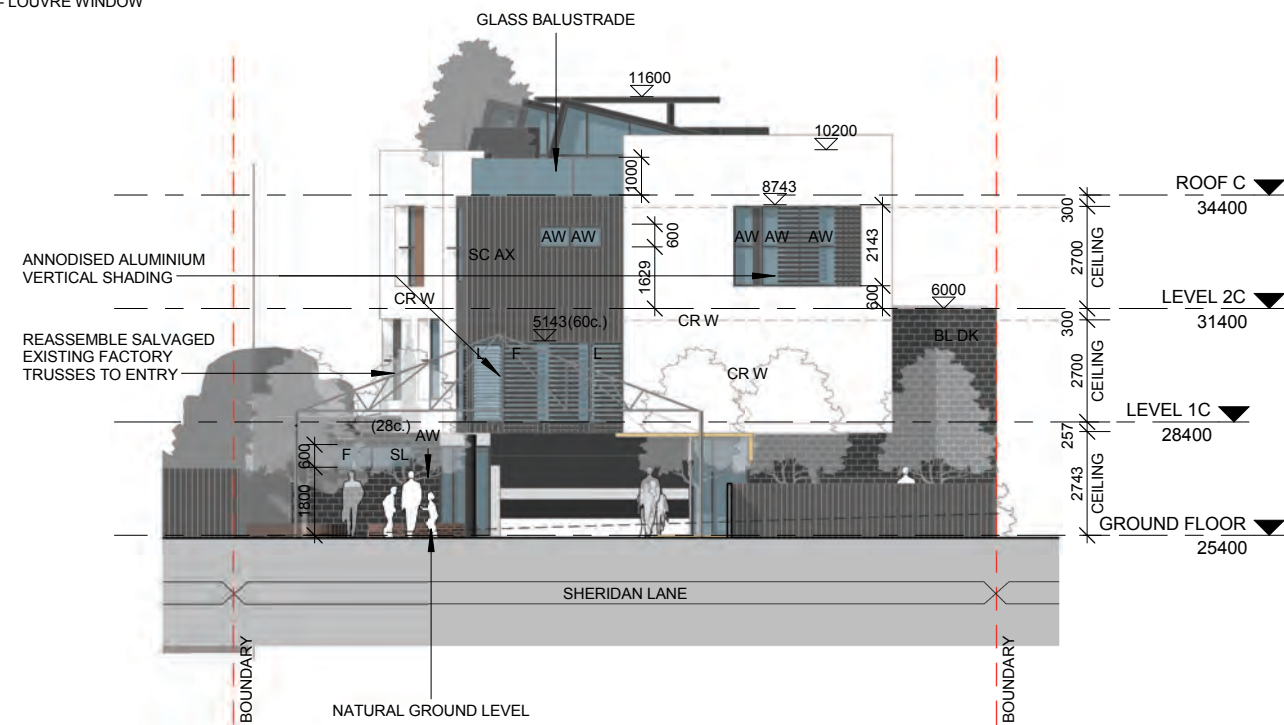 - LOUVRE WINDOW
GLASS BALUSTRADE
11600
10200
1000
8743
ROOF C
34400
300
AW AW
600
AW AW AW
2143
2700
CEILING
SC AX
ANNODISED ALUMINIUM
VERTICAL SHADING
1629
600
CR W
6000
LEVEL 2C
31400
5143(60c.)
CR W
300
BL DK
REASSEMBLE SALVAGED
EXISTING FACTORY
TRUSSES TO ENTRY
L F L
CR W
2700
CEILING
LEVEL 1C
28400
(28c.)
AW
257
600
F SL
1800
2743
CEILING
GROUND FLOOR
25400
SHERIDAN LANE
BOUNDARY
BOUNDARY
NATURAL GROUND LEVEL